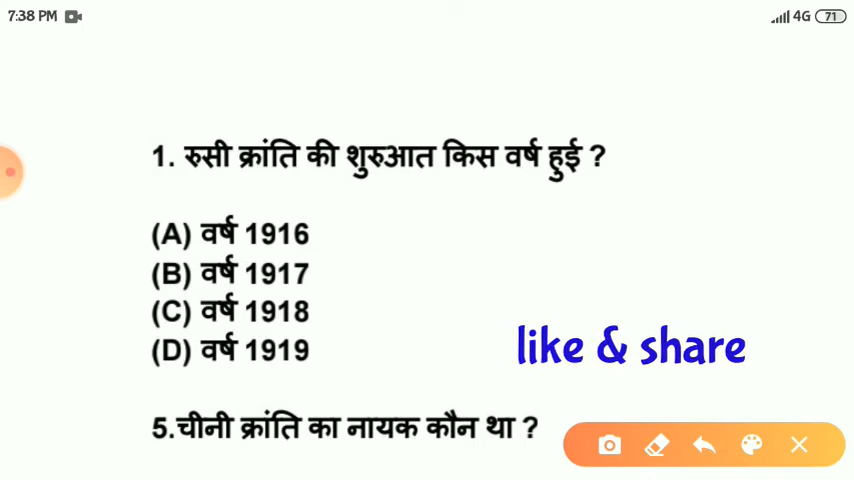 7:38 PM 4G 71
1. रुसी क्रांति की शुरुआत किस वर्ष हुई ?
(A) वर्ष 1916
(B) वर्ष 1917
(C) वर्ष 1918
(D) वर्ष 1919
like & share
5.चीनी क्रांति का नायक कौन था ?